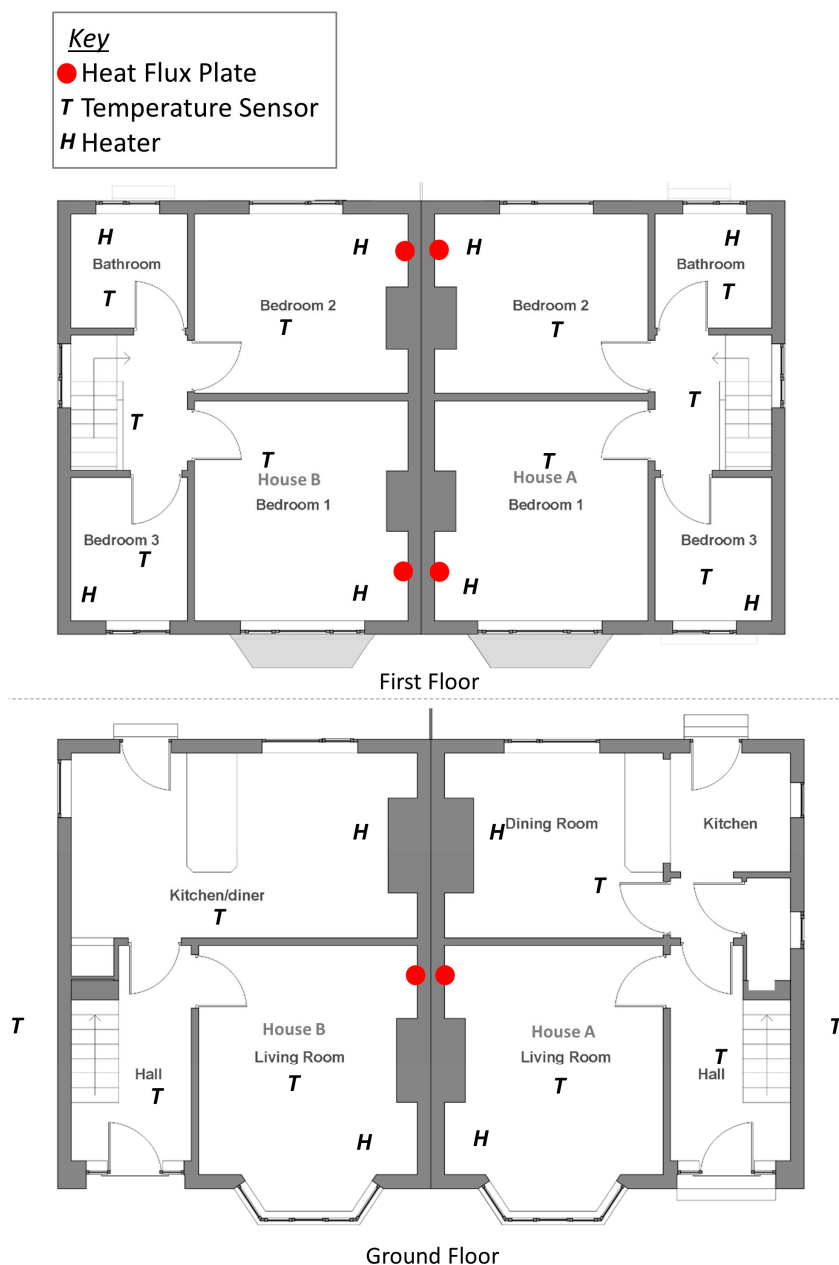 Key
Heat Flux Plate
T Temperature Sensor
H Heater
H
H
H
H
Bathroom
Bathroom
T
T
Bedroom 2
Bedroom 2
T
T
T
T
T
T
House B
House A
Bedroom 1
Bedroom 1
Bedroom 3
Bedroom 3
T
T
H
H
H
H
First Floor
H
H
Dining Room
Kitchen
Kitchen/diner
T
T
T
T
House B
House A
Living Room
Living Room
T
Hall
Hall
T
T
T
H
H
Ground Floor